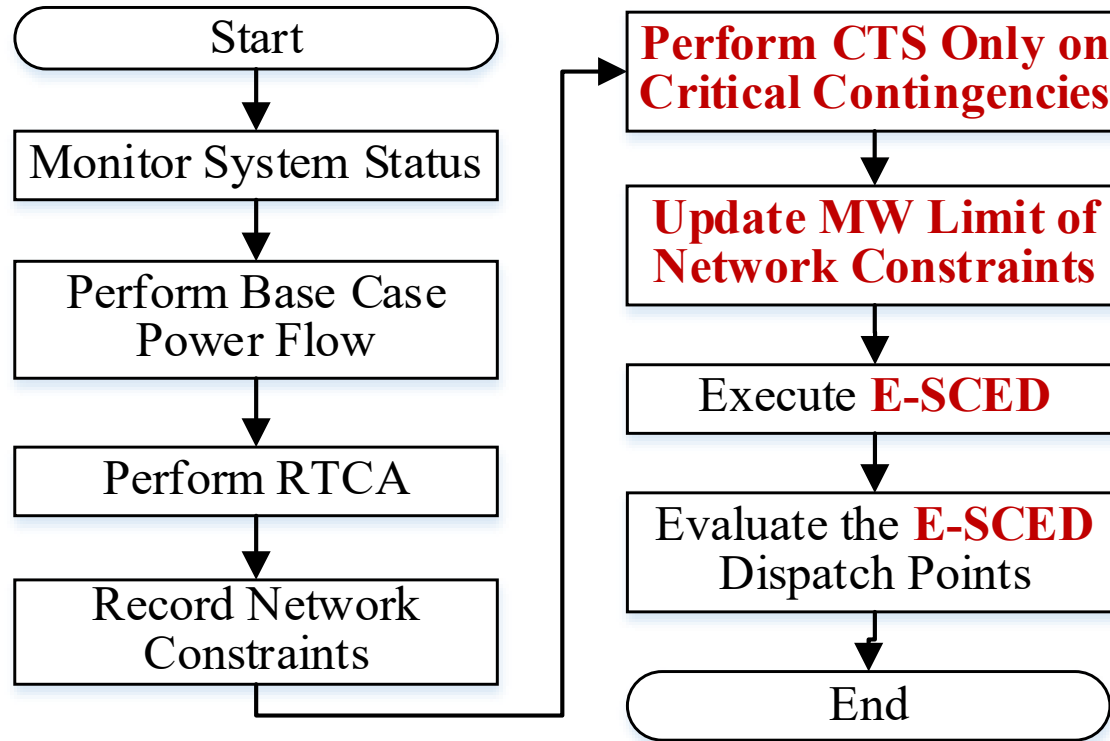 Start
Monitor System Status
Perform Base Case
Power Flow
Perform RTCA
Record Network
Constraints
Perform CTS Only on
Critical Contingencies
Update MW Limit of
Network Constraints
Execute E-SCED
Evaluate the E-SCED
Dispatch Points
End